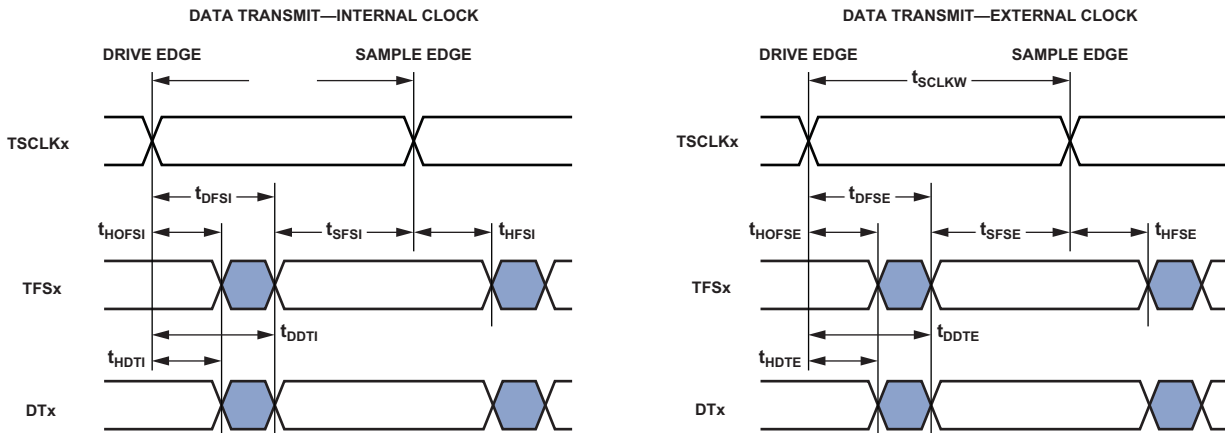 DATA TRANSMIT—INTERNAL CLOCK
DRIVE EDGE SAMPLE EDGE
TSCLKx
tDFSI
tHOFSI tSFSI tHFSI
TFSx
tDDTI
tHDTI
DTx
DATA TRANSMIT—EXTERNAL CLOCK
DRIVE EDGE SAMPLE EDGE
tSCLKW
TSCLKx
tDFSE
tHOFSE tSFSE tHFSE
TFSx
tDDTE
tHDTE
DTx